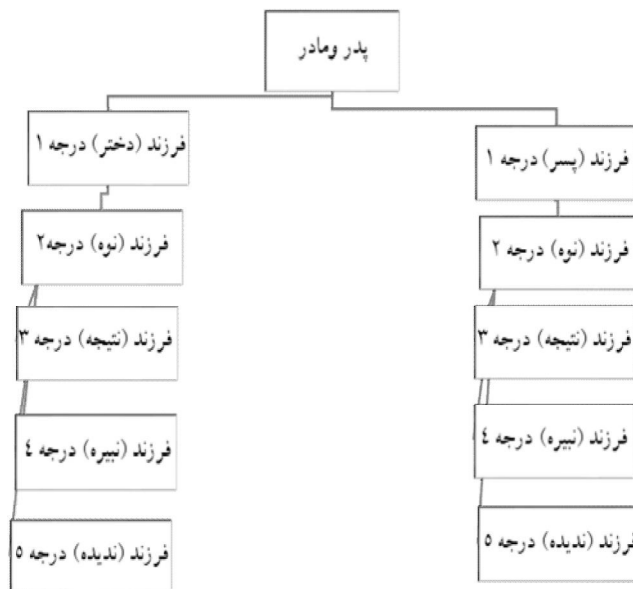 پدر ومادر
فرزند (پسر) درجه ۱
فرزند (دختر) درجه ۱
فرزند (نوه) درجه ۲
فرزند (نوه) درجه۲
فرزند (نتیجه) درجه ۳
فرزند (نتیجه) درجه ۳
فرزند (نبیره) درجه ٤
فرزند (نبیره) درجه ٤
فرزند (ندیده) درجه ۵
فرزند (ندیده) درجه ۵